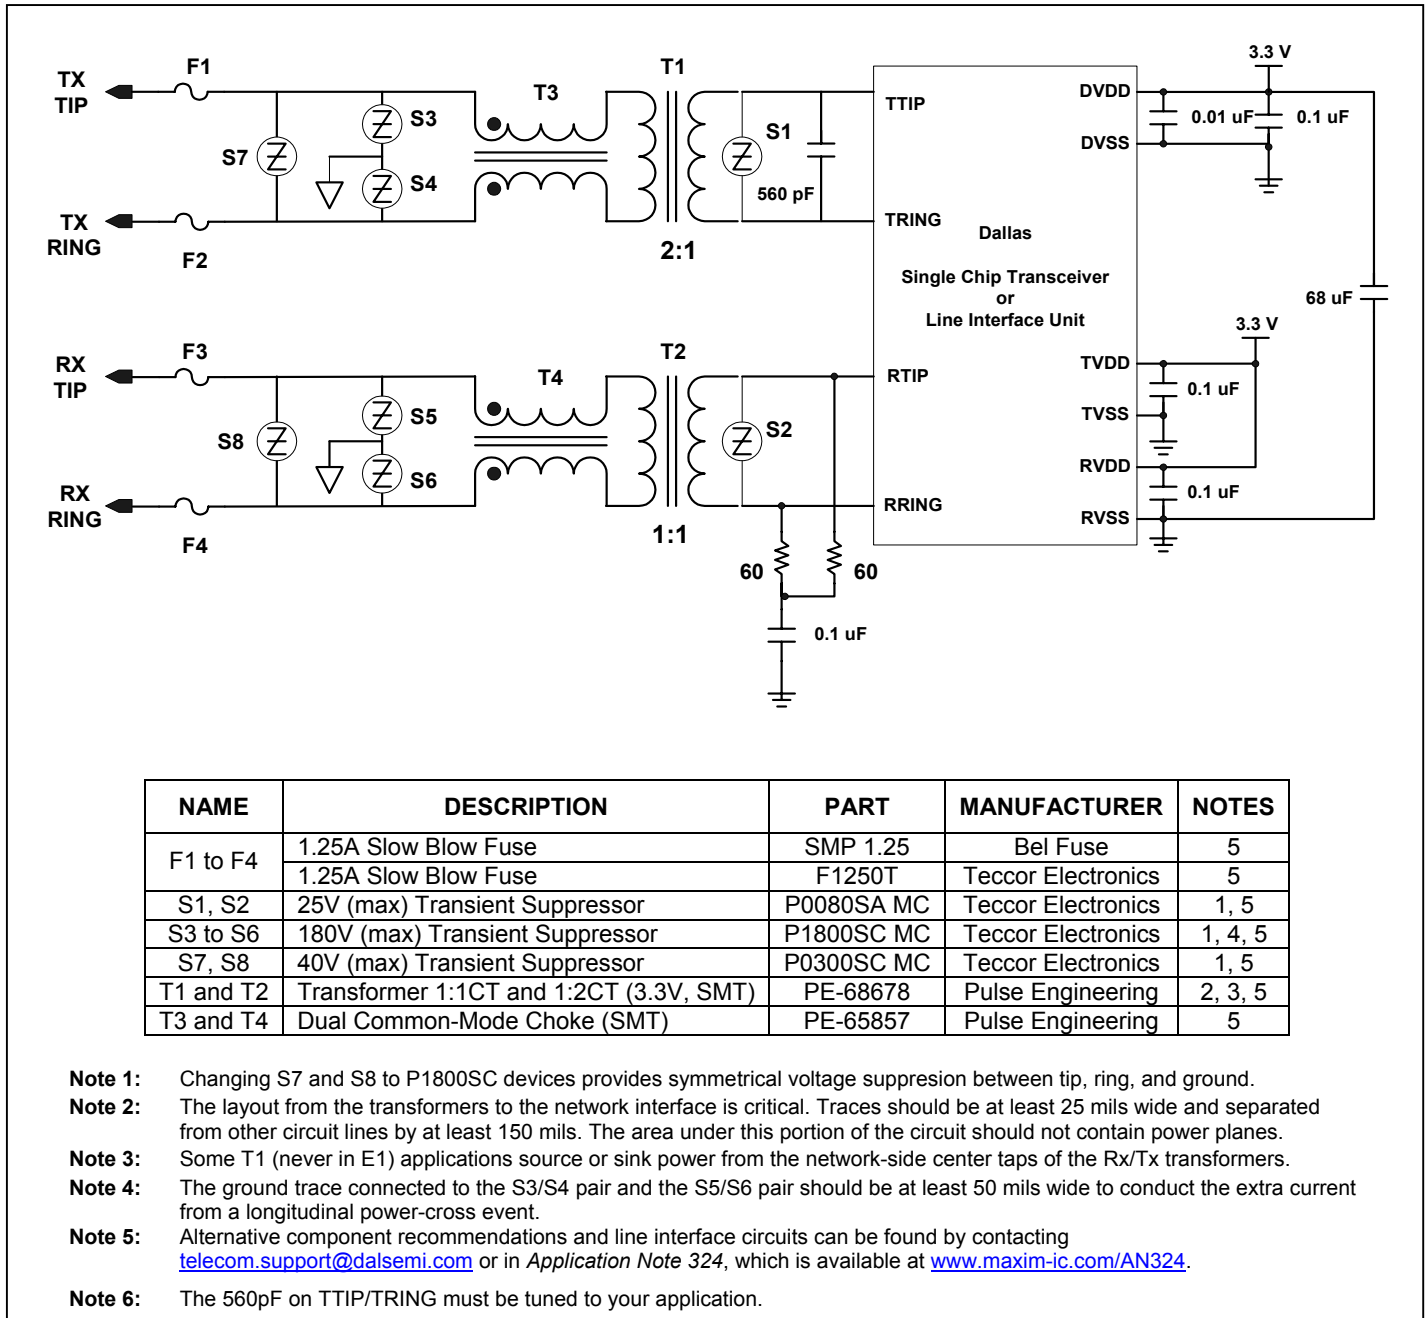 F1
T1
3.3 V
TX
TIP
T3
TTIP
DVDD
S3
S1
0.01 uF
0.1 uF
DVSS
S7
S4
560 pF
TX
RING
TRING
F2
2:1
Dallas
Single Chip Transceiver
or
Line Interface Unit
68 uF
3.3 V
F3
T2
RX
TIP
T4
RTIP
TVDD
0.1 uF
S5
TVSS
S8
S2
S6
RVDD
0.1 uF
RX
RING
RRING
RVSS
F4
1:1
60
60
0.1 uF
NAME DESCRIPTION PART MANUFACTURER NOTES
F1 to F4 1.25A Slow Blow Fuse SMP 1.25 Bel Fuse 5
1.25A Slow Blow Fuse F1250T Teccor Electronics 5
S1, S2 25V (max) Transient Suppressor P0080SA MC Teccor Electronics 1, 5
S3 to S6 180V (max) Transient Suppressor P1800SC MC Teccor Electronics 1, 4, 5
S7, S8 40V (max) Transient Suppressor P0300SC MC Teccor Electronics 1, 5
T1 and T2 Transformer 1:1CT and 1:2CT (3.3V, SMT) PE-68678 Pulse Engineering 2, 3, 5
T3 and T4 Dual Common-Mode Choke (SMT) PE-65857 Pulse Engineering 5
Note 1: Changing S7 and S8 to P1800SC devices provides symmetrical voltage suppresion between tip, ring, and ground.
Note 2: The layout from the transformers to the network interface is critical. Traces should be at least 25 mils wide and separated
from other circuit lines by at least 150 mils. The area under this portion of the circuit should not contain power planes.
Note 3: Some T1 (never in E1) applications source or sink power from the network-side center taps of the Rx/Tx transformers.
Note 4: The ground trace connected to the S3/S4 pair and the S5/S6 pair should be at least 50 mils wide to conduct the extra current
from a longitudinal power-cross event.
Note 5: Alternative component recommendations and line interface circuits can be found by contacting
telecom.support@dalsemi.com or in Application Note 324, which is available at www.maxim-ic.com/AN324.
Note 6: The 560pF on TTIP/TRING must be tuned to your application.